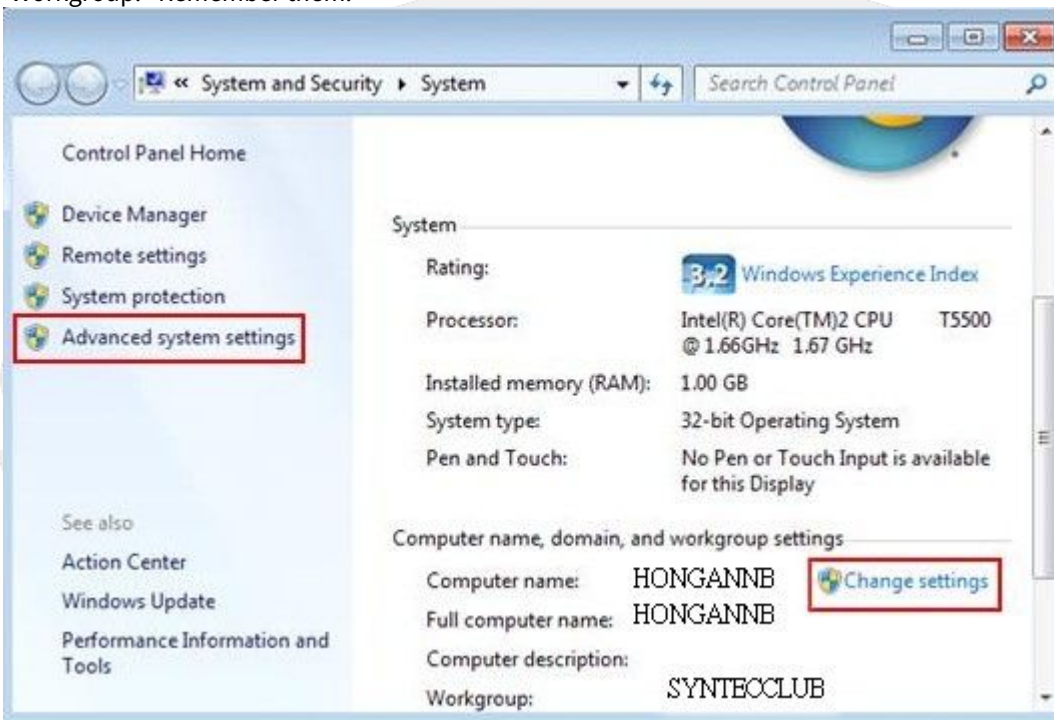 Workgroup. Remember them.
« System and Security ▸ System
Search Control Panel
Control Panel Home
Device Manager
Remote settings
System protection
Advanced system settings
See also
Action Center
Windows Update
Performance Information and
Tools
System
Rating: 3,2 Windows Experience Index
Processor: Intel(R) Core(TM)2 CPU T5500
@ 1.66GHz 1.67 GHz
Installed memory (RAM): 1.00 GB
System type: 32-bit Operating System
Pen and Touch: No Pen or Touch Input is available
for this Display
Computer name, domain, and workgroup settings
Computer name: HONGANNB Change settings
Full computer name: HONGANNB
Computer description:
Workgroup: SYNTECCLUB